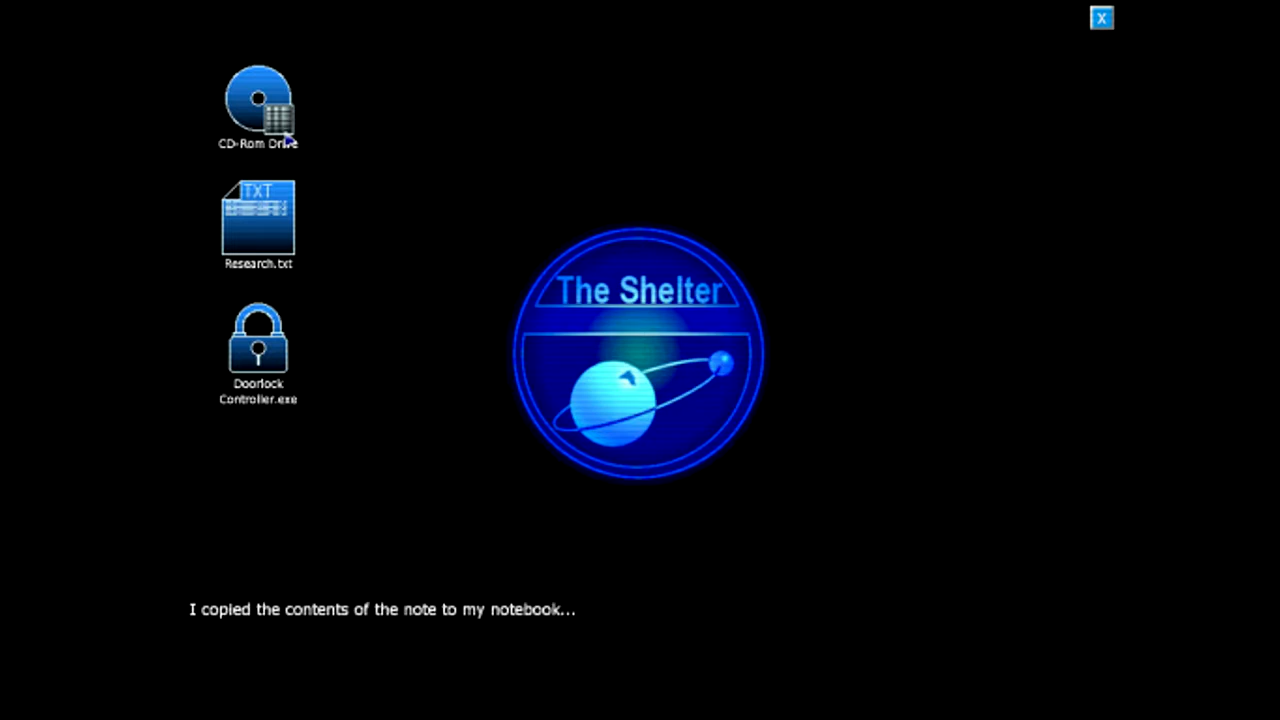 X
CD-Rom Drive
TXT
Research.txt
Doorlock
Controller.exe
The Shelter
I copied the contents of the note to my notebook...